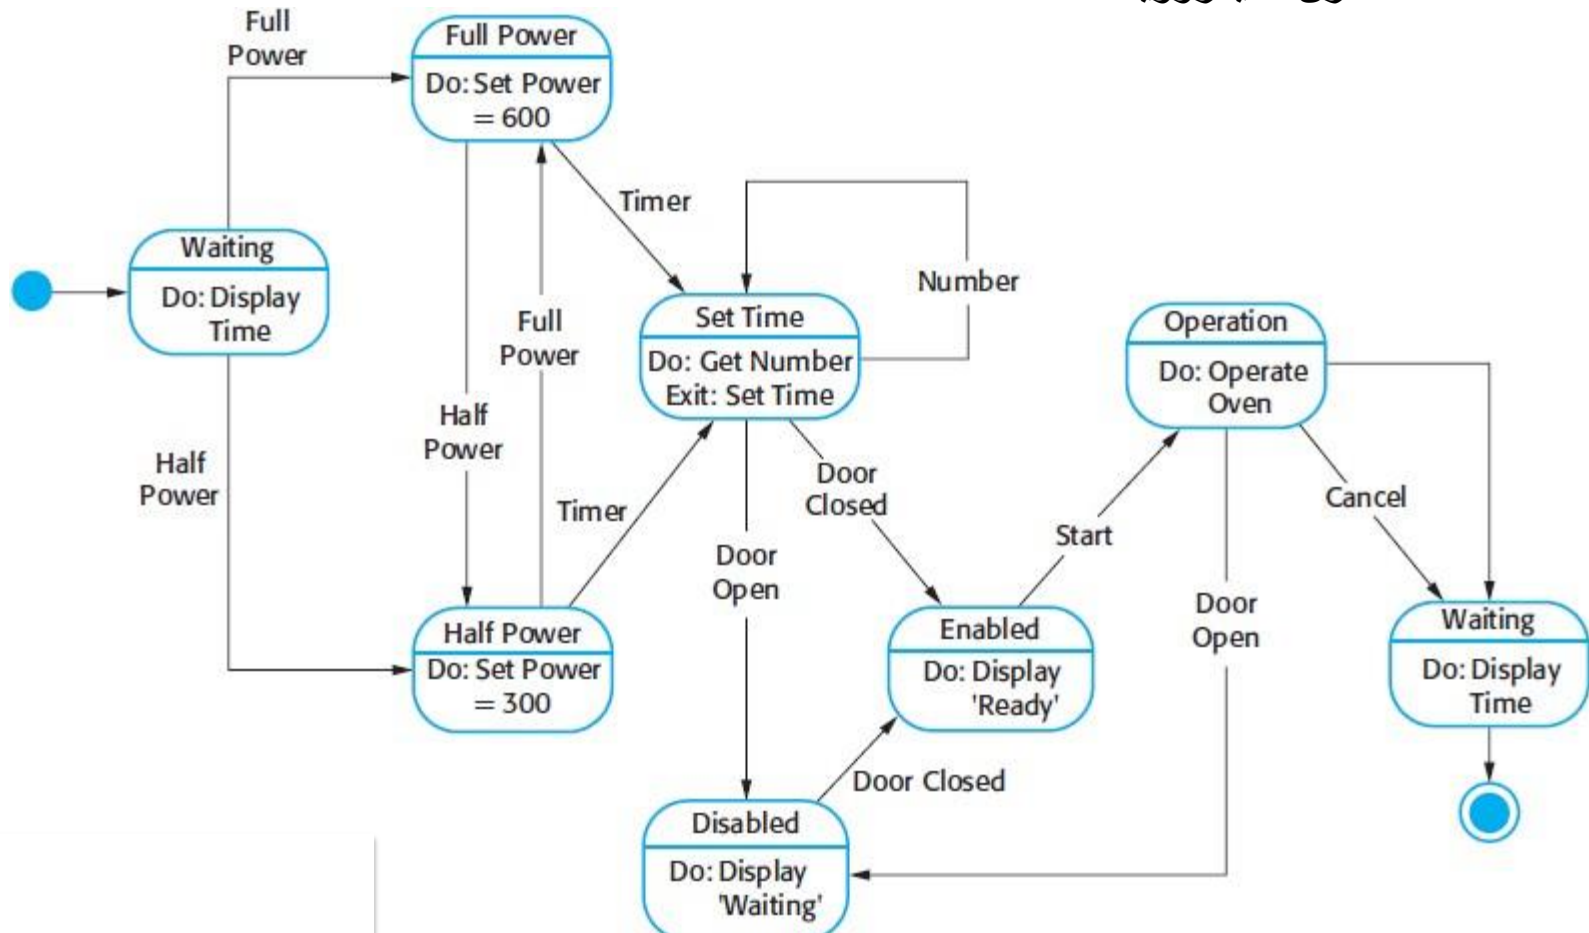 Full
Power
Full Power
Do: Set Power
= 600
Timer
Waiting
Do: Display
Time
Number
Full
Power
Set Time
Do: Get Number
Exit: Set Time
Operation
Do: Operate
Oven
Half
Power
Half
Power
Timer
Door
Closed
Door
Open
Start
Cancel
Door
Open
Half Power
Do: Set Power
= 300
Enabled
Do: Display
'Ready'
Waiting
Do: Display
Time
Door Closed
Disabled
Do: Display
'Waiting'